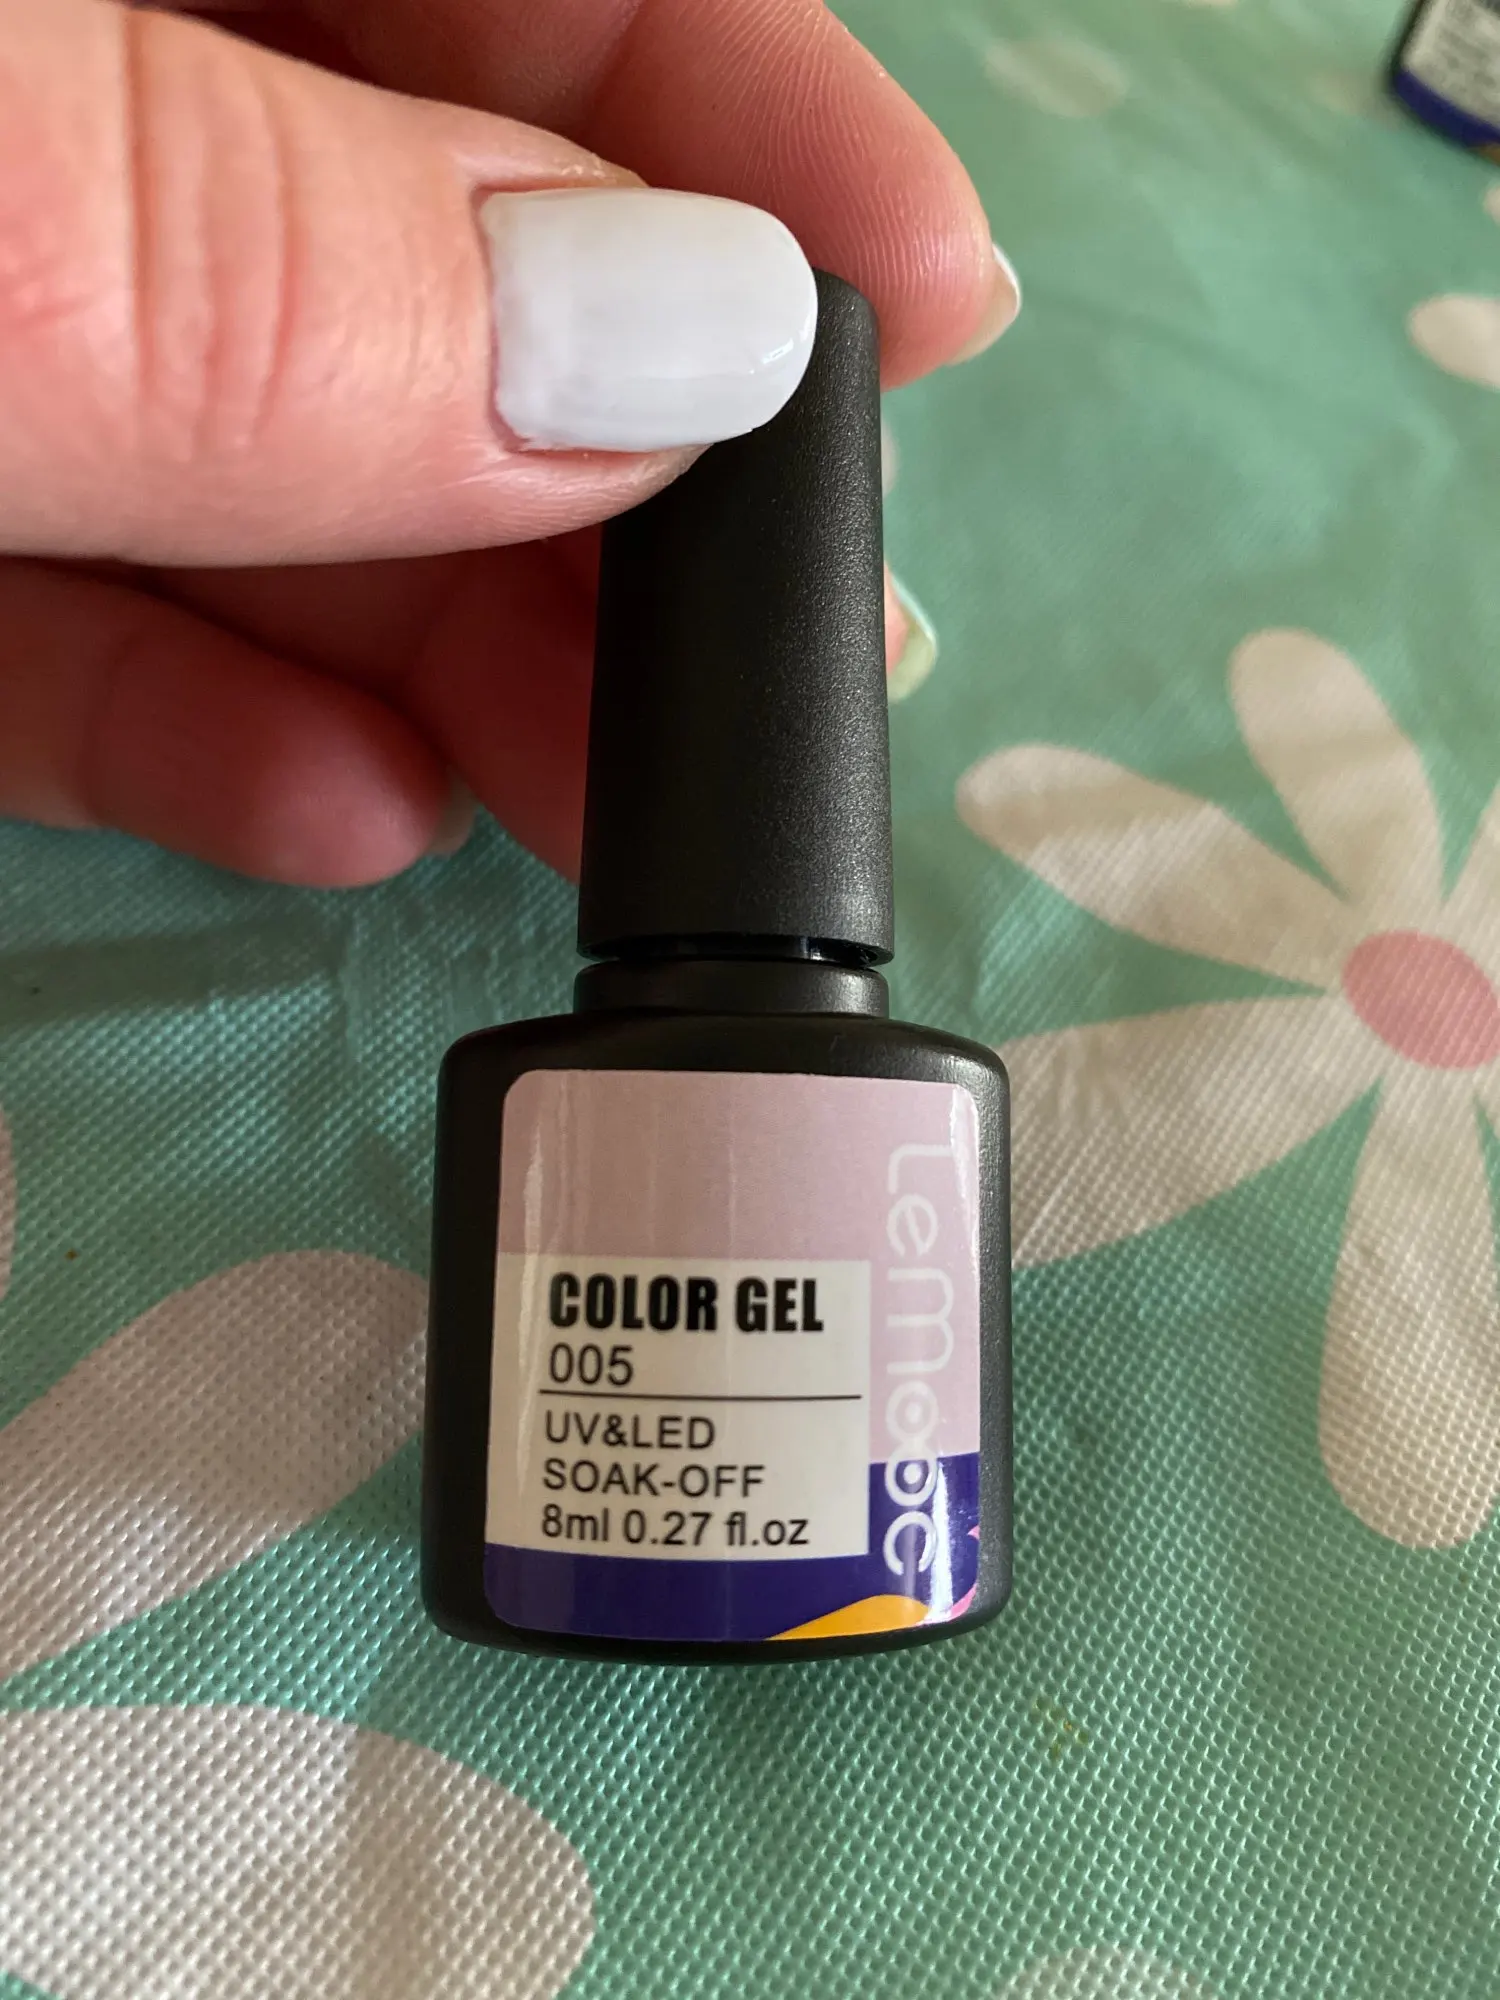 COLOR GEL
005
UV&LED
SOAK-OFF
8ml 0.27 fl.oz
Lemooc